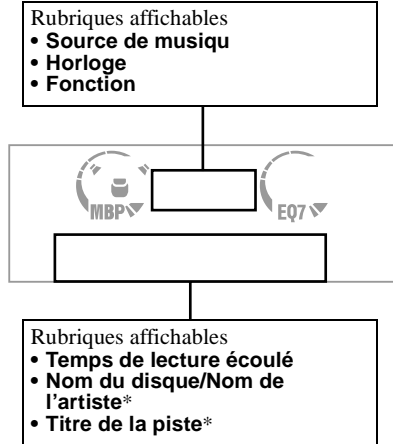 Rubriques affichables
• Source de musiqu
• Horloge
• Fonction
MBP
EQ7
Rubriques affichables
• Temps de lecture écoulé
• Nom du disque/Nom de
l'artiste*
• Titre de la piste*